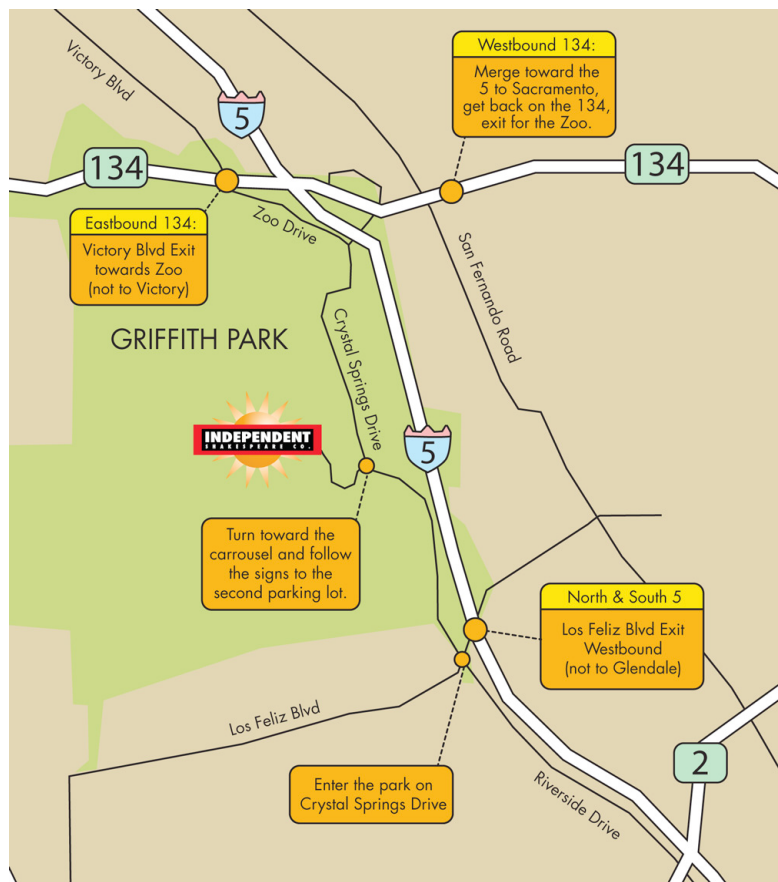 Victory Blvd
5
Westbound 134:
Merge toward the
5 to Sacramento,
get back on the 134,
exit for the Zoo.
134
134
Eastbound 134:
Victory Blvd Exit
towards Zoo
(not to Victory)
Zoo Drive
San Fernando Road
GRIFFITH PARK
Crystal Springs Drive
INDEPENDENT
SHAKESPEARE CO.
5
Turn toward the
carrousel and follow
the signs to the
second parking lot.
North & South 5
Los Feliz Blvd Exit
Westbound
(not to Glendale)
Los Feliz Blvd
2
Enter the park on
Crystal Springs Drive
Riverside Drive